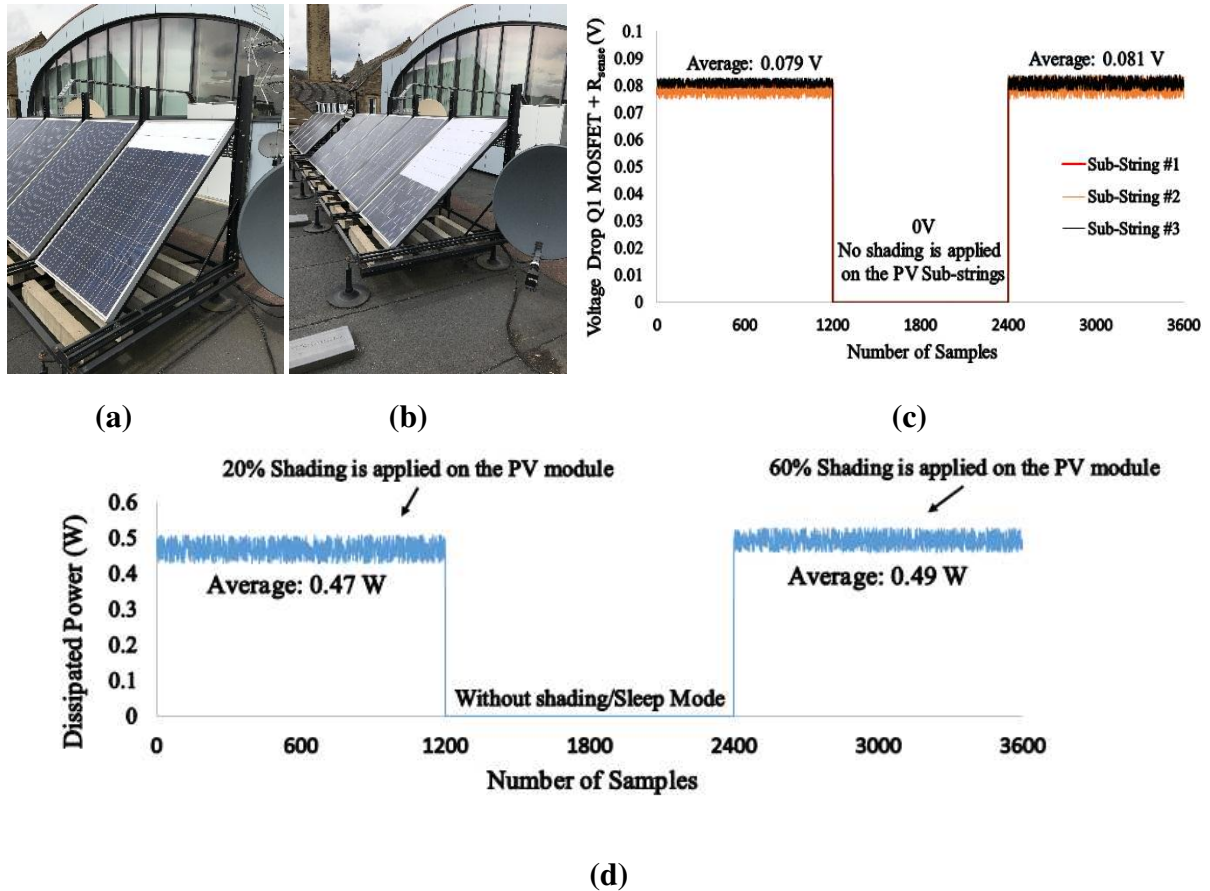 Voltage Drop Q1 MOSFET + Rsense (V)
0.1
0.09
0.08
0.07
0.06
0.05
0.04
0.03
0.02
0.01
0
Average: 0.079 V
Average: 0.081 V
Sub-String #1
Sub-String #2
Sub-String #3
0V
No shading is applied
on the PV Sub-strings
0 600 1200 1800 2400 3000 3600
Number of Samples
(a) (b) (c)
20% Shading is applied on the PV module
60% Shading is applied on the PV module
Dissipated Power (W)
0.6
0.5
0.4
0.3
0.2
0.1
0
Average: 0.47 W
Average: 0.49 W
Without shading/Sleep Mode
0 600 1200 1800 2400 3000 3600
Number of Samples
(d)